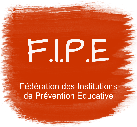 F.I.P.E
Fédération des Institutions
de Prévention Educative